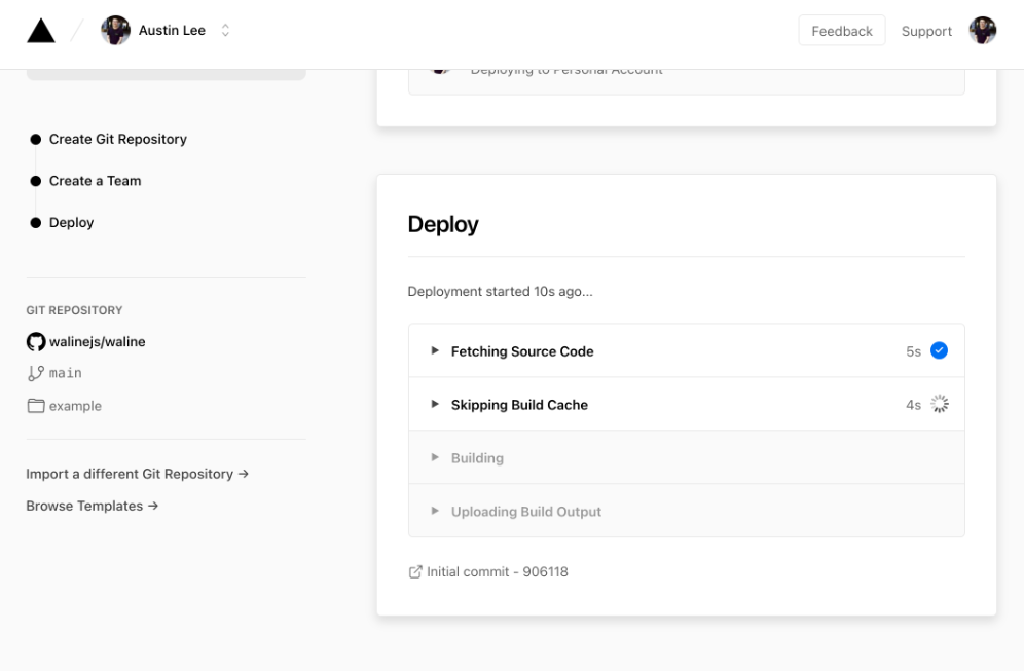 Austin Lee
Feedback
Support
Deploying to Personal Account
Create Git Repository
Create a Team
Deploy
GIT REPOSITORY
walinejs/waline
main
example
Import a different Git Repository →
Browse Templates →
Deploy
Deployment started 10s ago...
Fetching Source Code 5s
Skipping Build Cache 4s
Building
Uploading Build Output
Initial commit - 906118